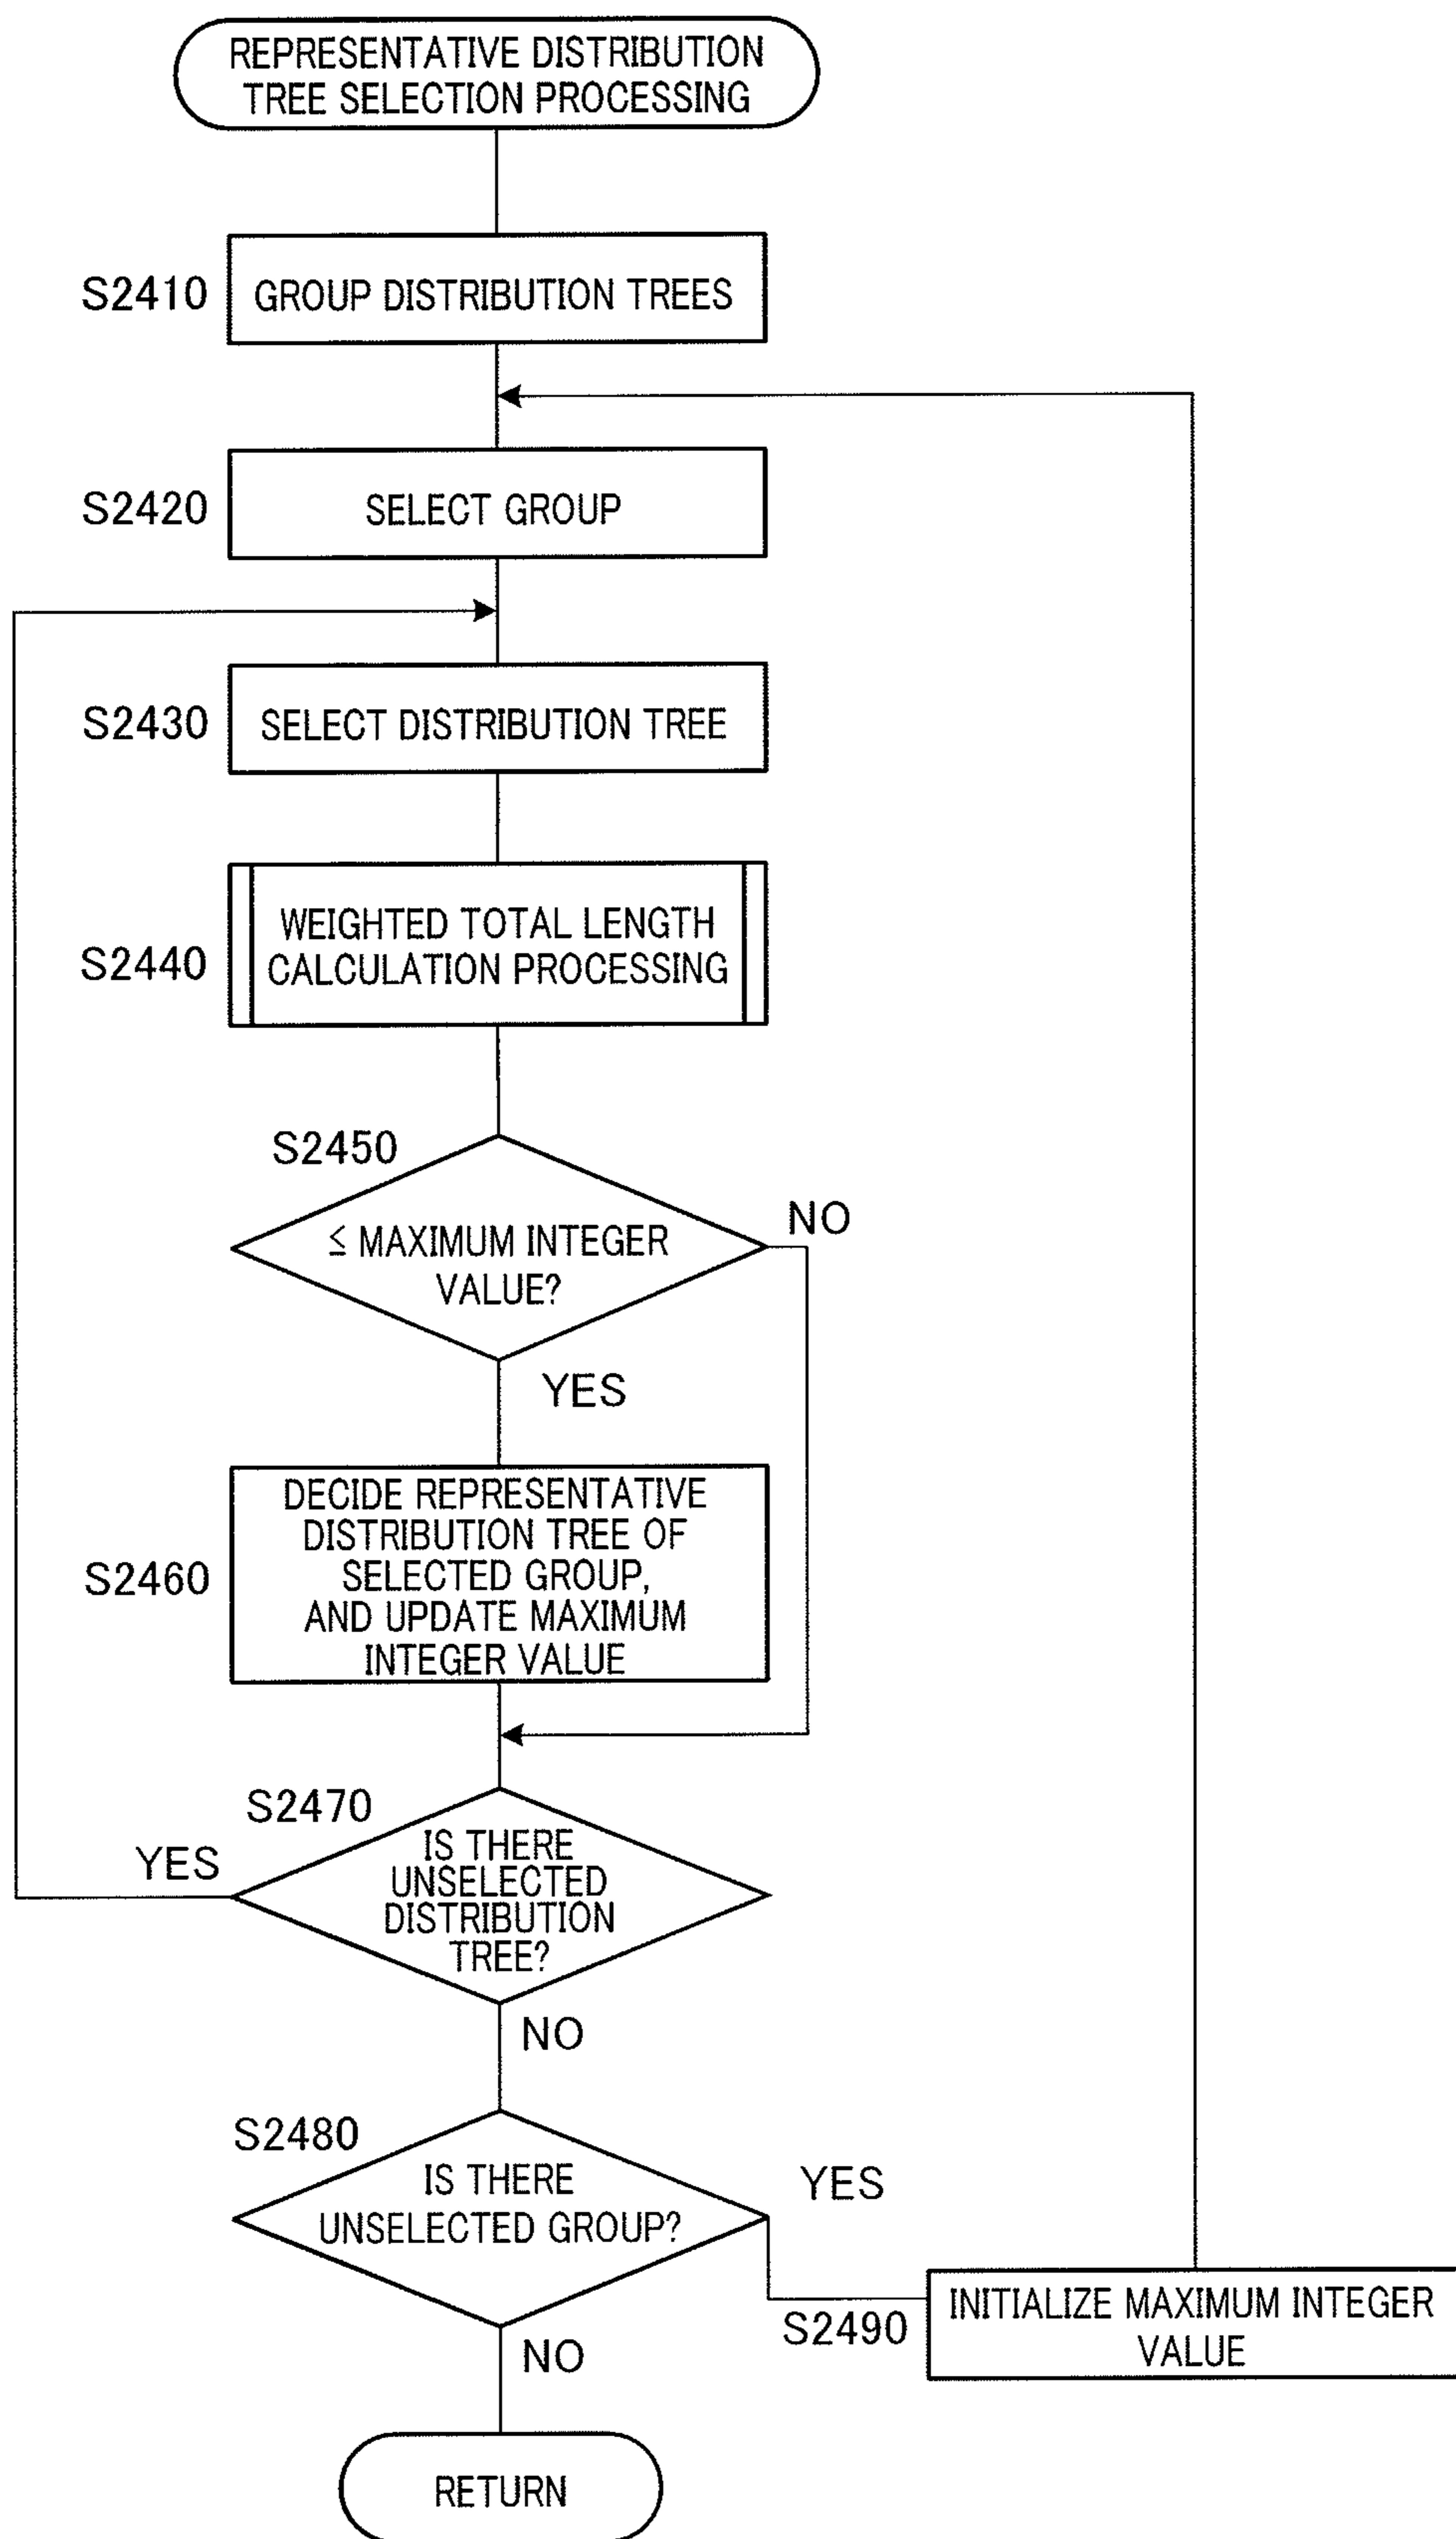 REPRESENTATIVE DISTRIBUTION
TREE SELECTION PROCESSING
S2410
GROUP DISTRIBUTION TREES
S2420
SELECT GROUP
S2430
SELECT DISTRIBUTION TREE
S2440
WEIGHTED TOTAL LENGTH
CALCULATION PROCESSING
S2450
≦ MAXIMUM INTEGER
VALUE?
NO
YES
S2460
DECIDE REPRESENTATIVE
DISTRIBUTION TREE OF
SELECTED GROUP,
AND UPDATE MAXIMUM
INTEGER VALUE
S2470
YES
IS THERE
UNSELECTED
DISTRIBUTION
TREE?
NO
S2480
IS THERE
UNSELECTED GROUP?
YES
S2490
INITIALIZE MAXIMUM INTEGER
VALUE
NO
RETURN